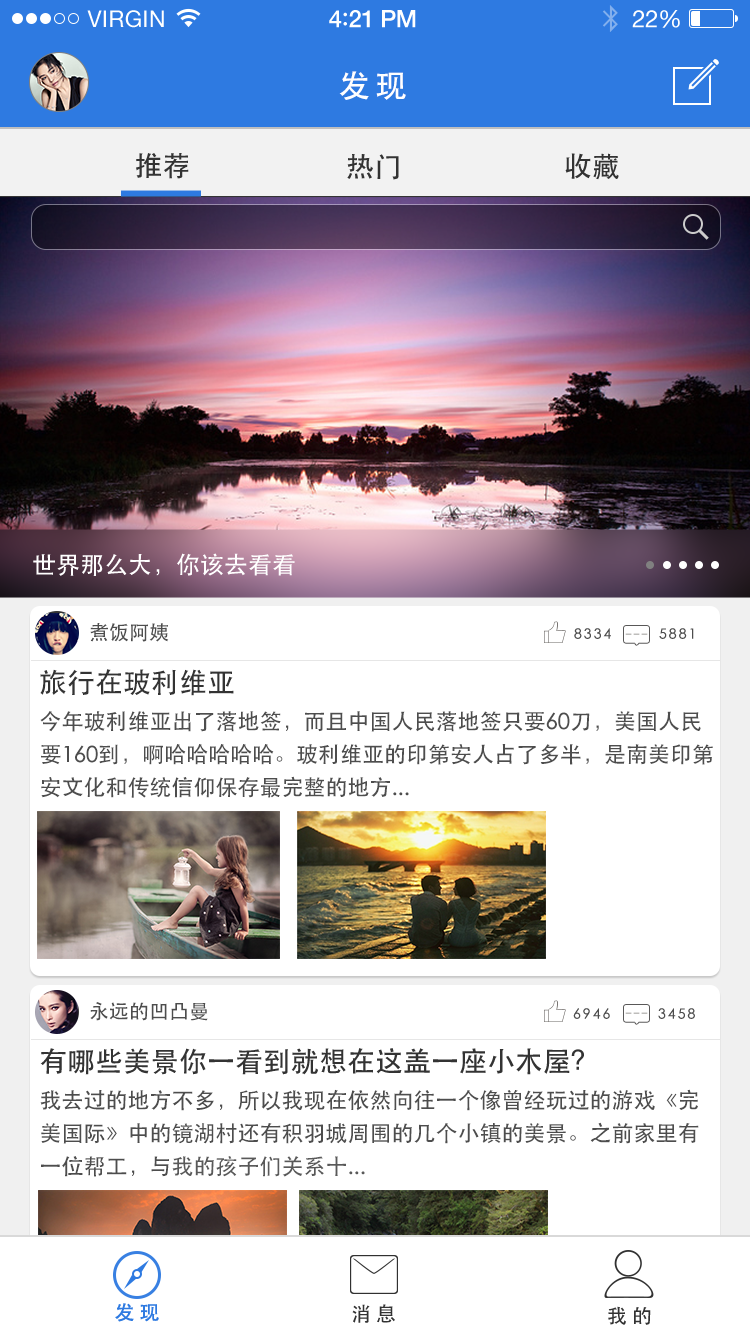 VIRGIN 4:21 PM 22%
发现
推荐 热门 收藏
世界那么大，你该去看看
煮饭阿姨 8334 5881
旅行在玻利维亚
今年玻利维亚出了落地签，而且中国人民落地签只要60刀，美国人民
要160到，啊哈哈哈哈哈。玻利维亚的印第安人占了多半，是南美印第
安文化和传统信仰保存最完整的地方...
永远的凹凸曼 6946 3458
有哪些美景你一看到就想在这盖一座小木屋？
我去过的地方不多，所以我现在依然向往一个像曾经玩过的游戏《完
美国际》中的镜湖村还有积羽城周围的几个小镇的美景。之前家里有
一位帮工，与我的孩子们关系十...
发现 消息 我的